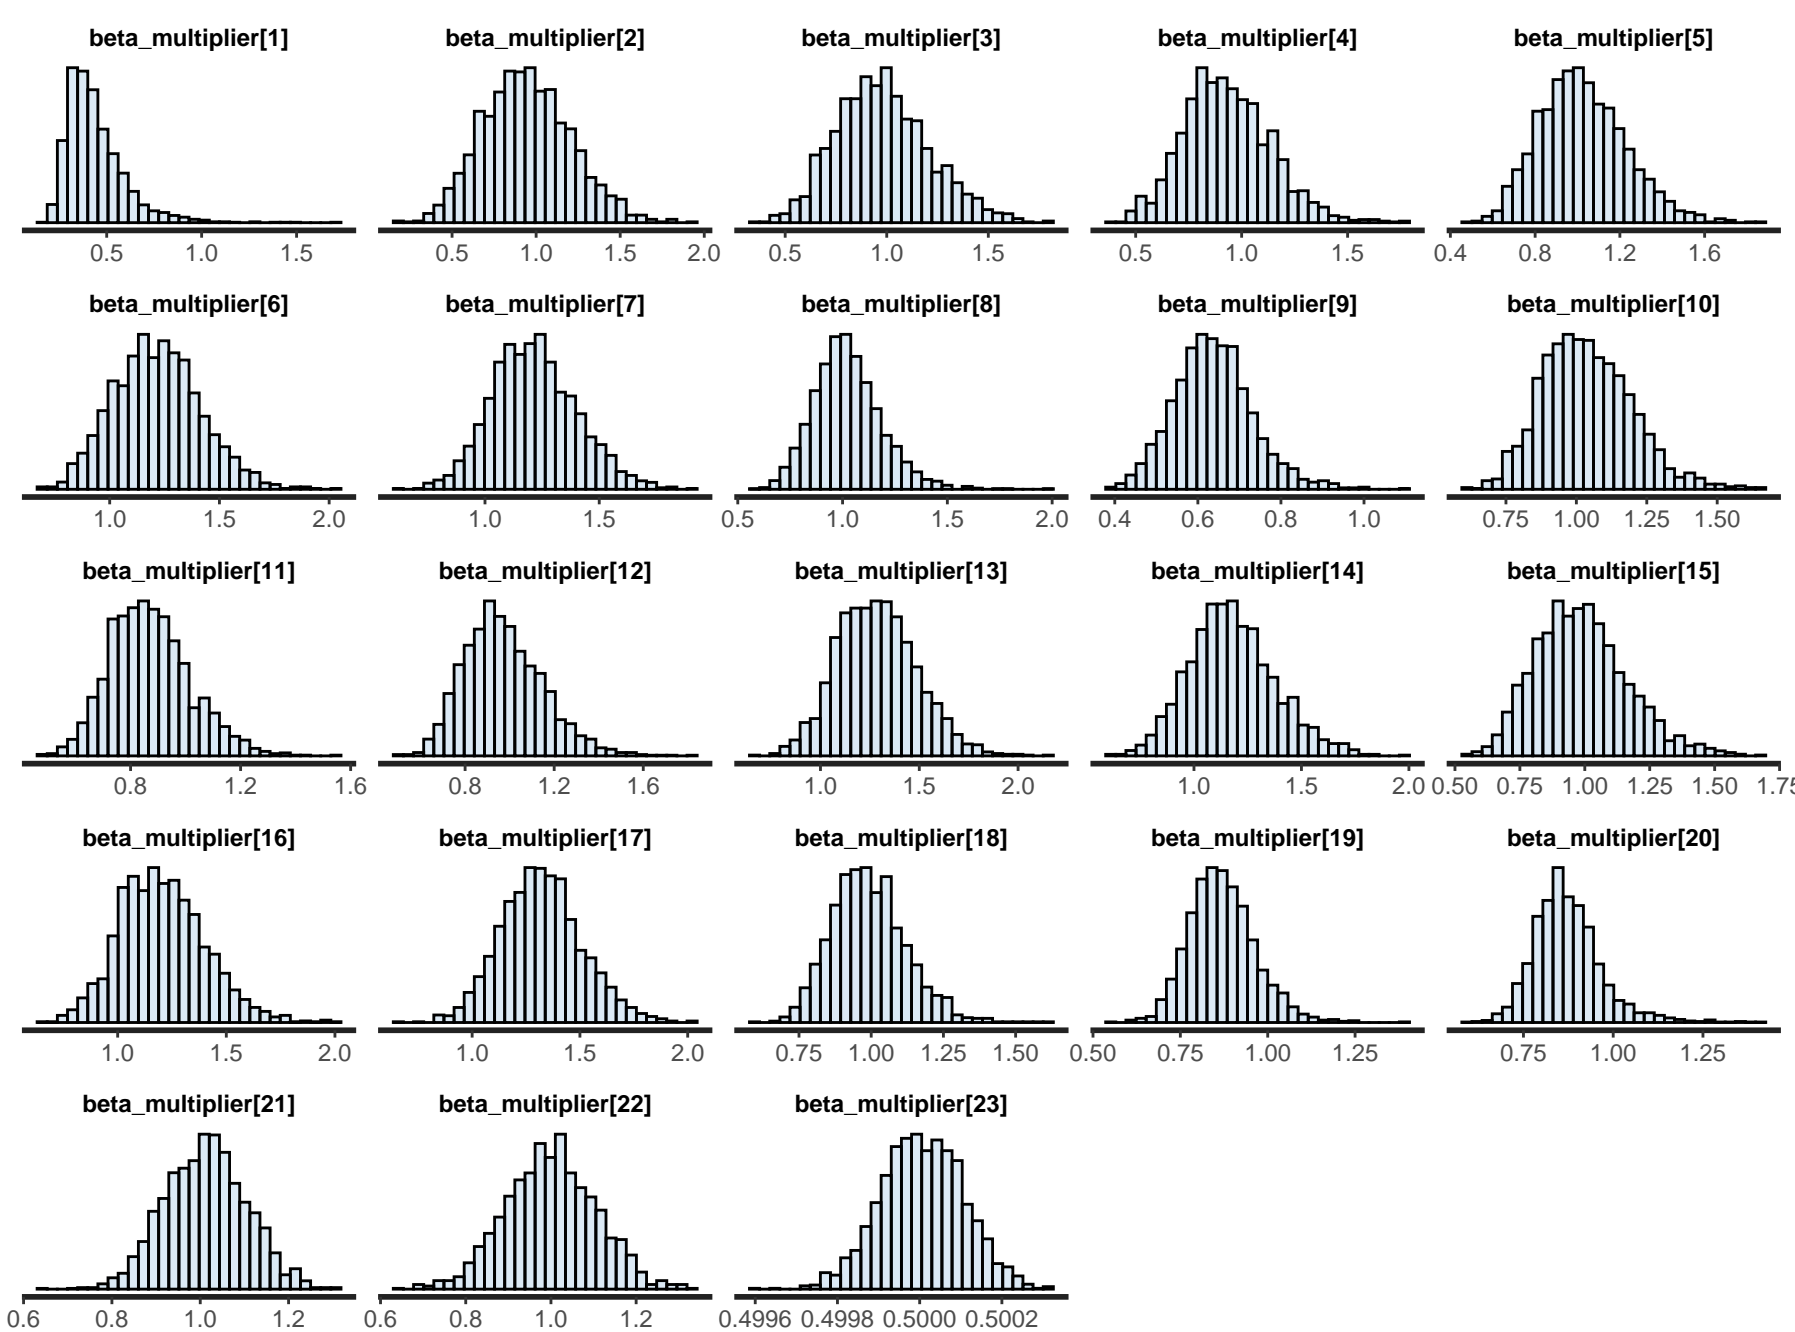 beta_multiplier[1] beta_multiplier[2] beta_multiplier[3] beta_multiplier[4] beta_multiplier[5]
0.5 1.0 1.5 0.5 1.0 1.5 2.0 0.5 1.0 1.5 0.5 1.0 1.5 0.4 0.8 1.2 1.6
beta_multiplier[6] beta_multiplier[7] beta_multiplier[8] beta_multiplier[9] beta_multiplier[10]
1.0 1.5 2.0 1.0 1.5 0.5 1.0 1.5 2.0 0.4 0.6 0.8 1.0 0.75 1.00 1.25 1.50
beta_multiplier[11] beta_multiplier[12] beta_multiplier[13] beta_multiplier[14] beta_multiplier[15]
0.8 1.2 1.6 0.8 1.2 1.6 1.0 1.5 2.0 1.0 1.5 2.0 0.50 0.75 1.00 1.25 1.50 1.75
beta_multiplier[16] beta_multiplier[17] beta_multiplier[18] beta_multiplier[19] beta_multiplier[20]
1.0 1.5 2.0 1.0 1.5 2.0 0.75 1.00 1.25 1.50 0.50 0.75 1.00 1.25 0.75 1.00 1.25
beta_multiplier[21] beta_multiplier[22] beta_multiplier[23]
0.6 0.8 1.0 1.2 0.6 0.8 1.0 1.2 0.4996 0.4998 0.5000 0.5002